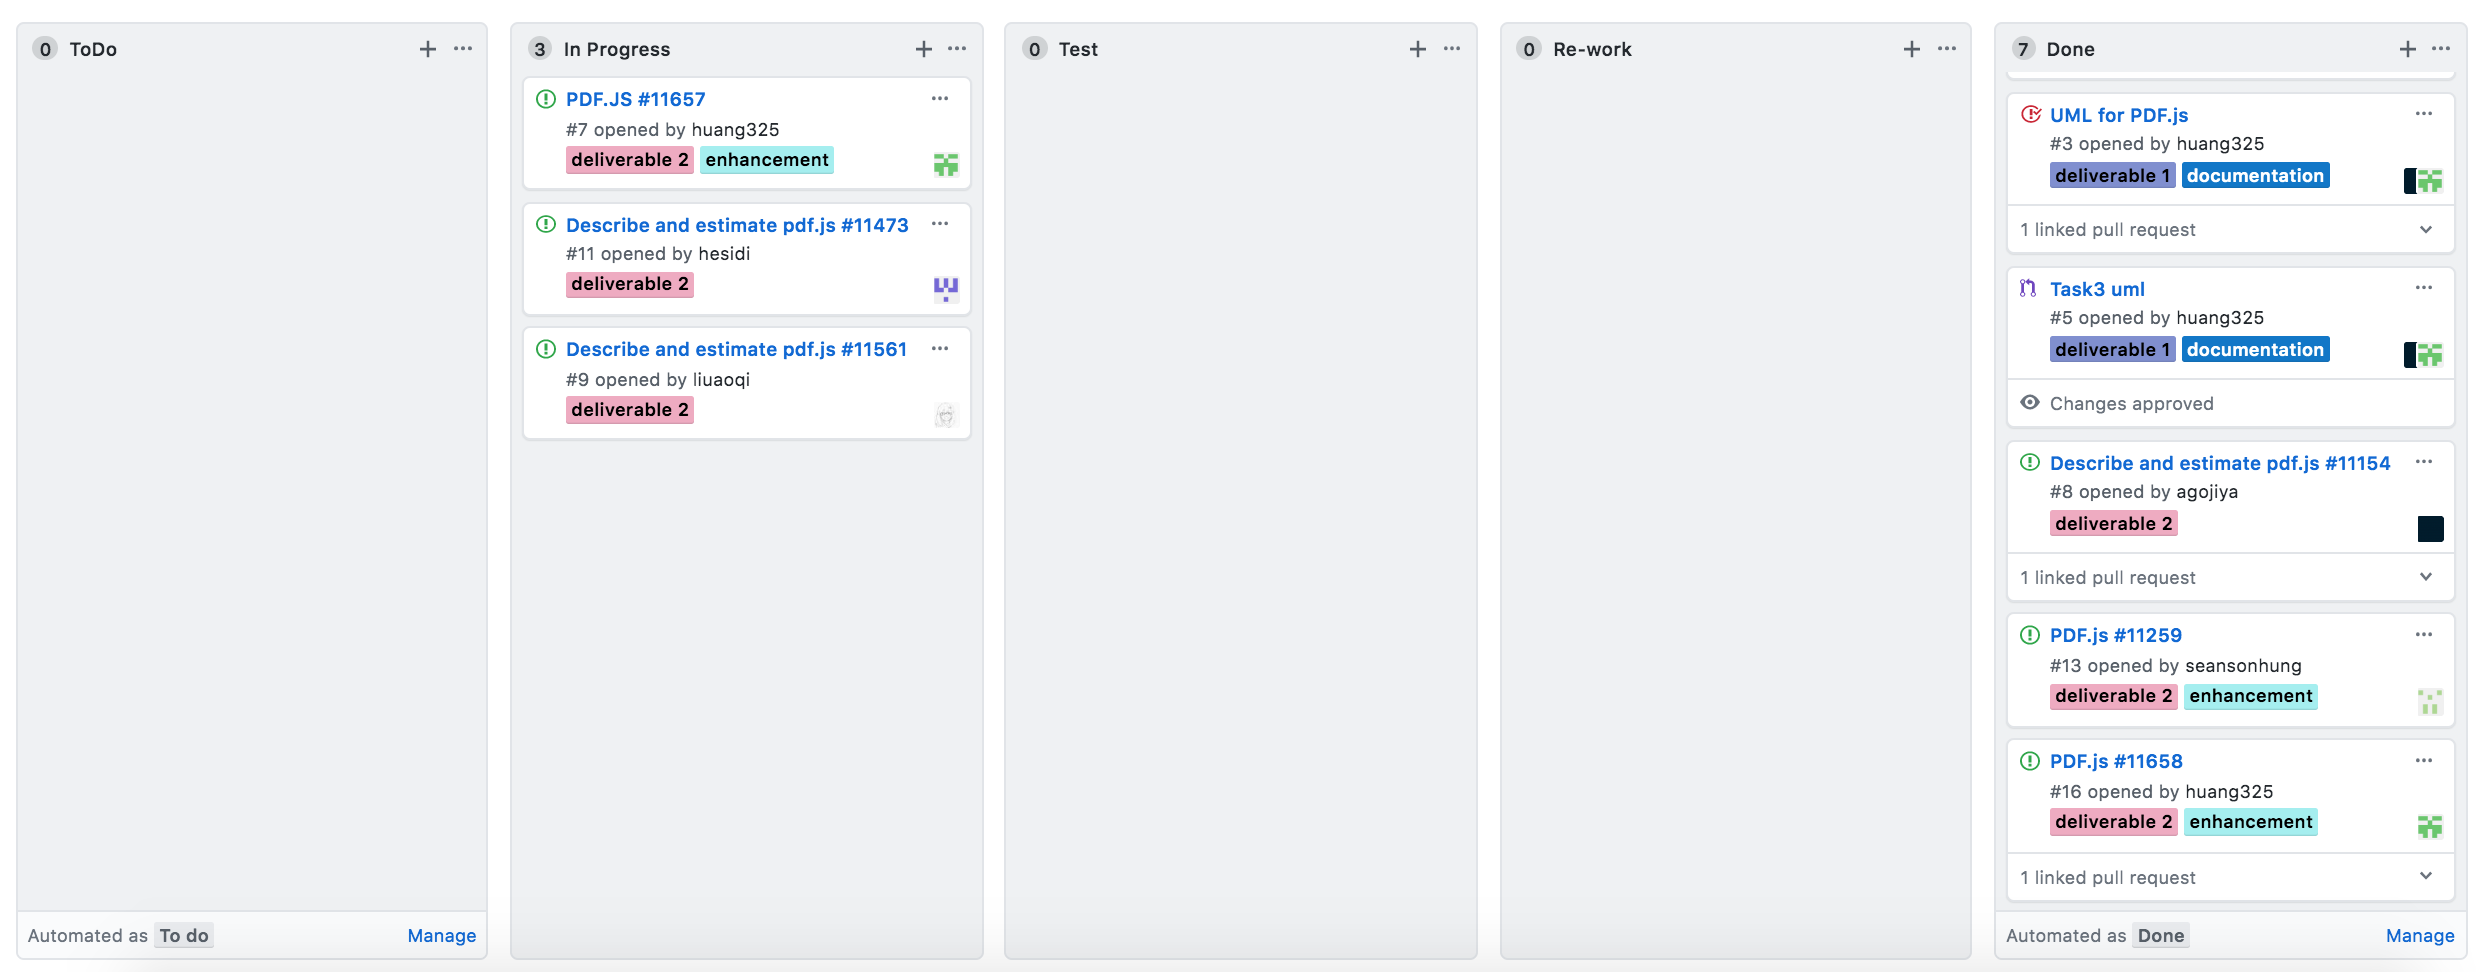 0 ToDo
3 In Progress
PDF.JS #11657
#7 opened by huang325
deliverable 2 enhancement
Describe and estimate pdf.js #11473
#11 opened by hesidi
deliverable 2
Describe and estimate pdf.js #11561
#9 opened by liuaoqi
deliverable 2
0 Test
0 Re-work
7 Done
UML for PDF.js
#3 opened by huang325
deliverable 1 documentation
1 linked pull request
Task3 uml
#5 opened by huang325
deliverable 1 documentation
Changes approved
Describe and estimate pdf.js #11154
#8 opened by agojiya
deliverable 2
1 linked pull request
PDF.js #11259
#13 opened by seansonhung
deliverable 2 enhancement
PDF.js #11658
#16 opened by huang325
deliverable 2 enhancement
1 linked pull request
Automated as To do Manage
Automated as Done Manage